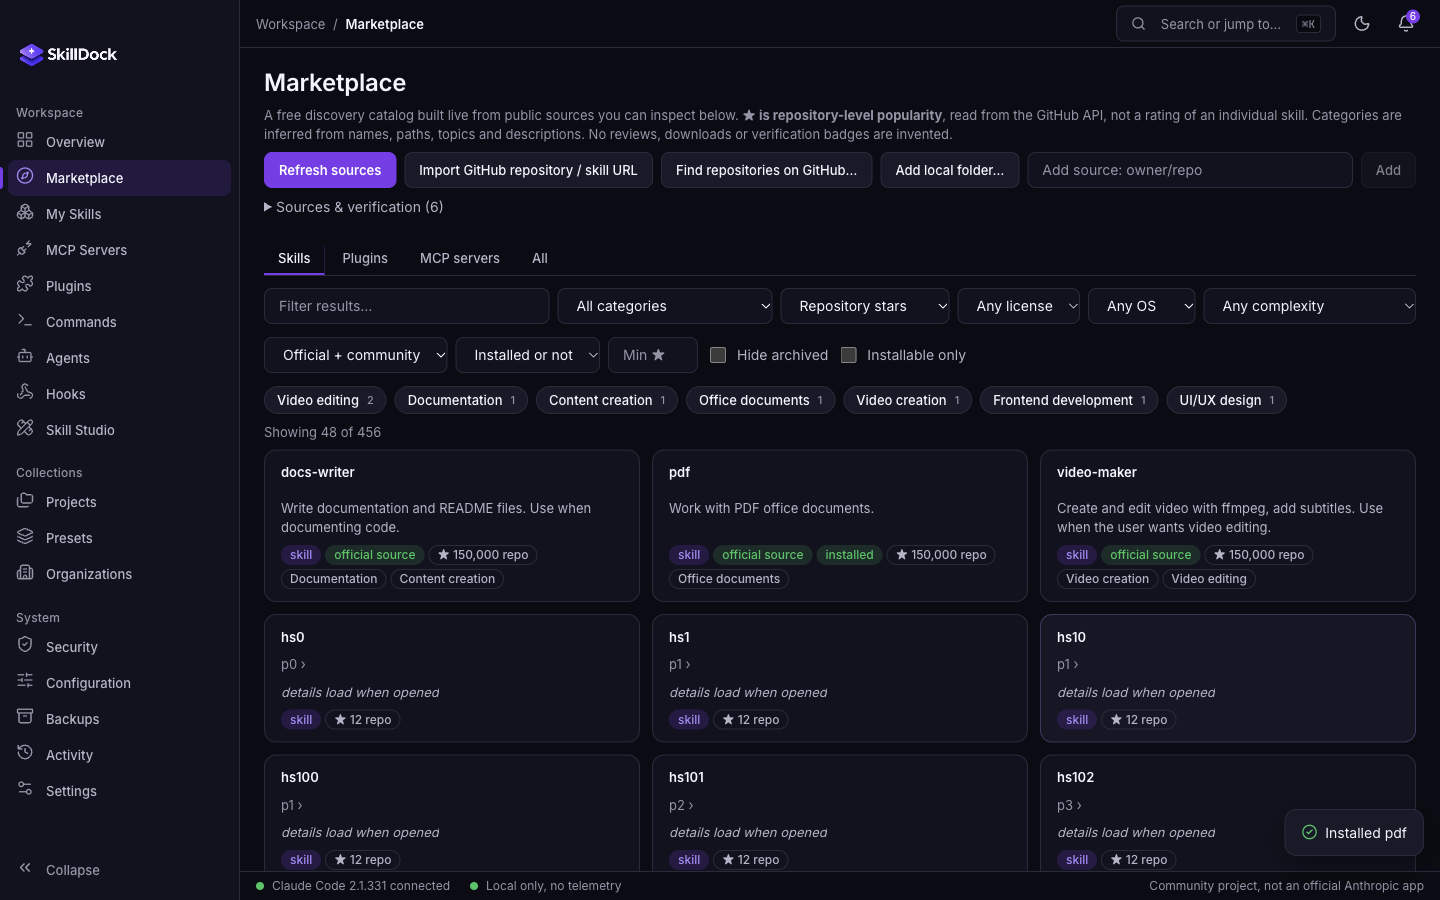 SkillDock
Workspace
Overview
Marketplace
My Skills
MCP Servers
Plugins
Commands
Agents
Hooks
Skill Studio
Collections
Projects
Presets
Organizations
System
Security
Configuration
Backups
Activity
Settings
Collapse
Workspace / Marketplace
Search or jump to... ⌘K
6
Marketplace
A free discovery catalog built live from public sources you can inspect below. ★ is repository-level popularity, read from the GitHub API, not a rating of an individual skill. Categories are
inferred from names, paths, topics and descriptions. No reviews, downloads or verification badges are invented.
Refresh sources Import GitHub repository / skill URL Find repositories on GitHub... Add local folder... Add source: owner/repo Add
▶ Sources & verification (6)
Skills Plugins MCP servers All
Filter results... All categories Repository stars Any license Any OS Any complexity
Official + community Installed or not Min ★ Hide archived Installable only
Video editing 2 Documentation 1 Content creation 1 Office documents 1 Video creation 1 Frontend development 1 UI/UX design 1
Showing 48 of 456
docs-writer
Write documentation and README files. Use when
documenting code.
skill official source ★ 150,000 repo
Documentation Content creation
pdf
Work with PDF office documents.
skill official source installed ★ 150,000 repo
Office documents
video-maker
Create and edit video with ffmpeg, add subtitles. Use
when the user wants video editing.
skill official source ★ 150,000 repo
Video creation Video editing
hs0
p0 ›
details load when opened
skill ★ 12 repo
hs1
p1 ›
details load when opened
skill ★ 12 repo
hs10
p1 ›
details load when opened
skill ★ 12 repo
hs100
p1 ›
details load when opened
skill ★ 12 repo
hs101
p2 ›
details load when opened
skill ★ 12 repo
hs102
p3 ›
details load when opened
skill ★ 12 repo
Installed pdf
Claude Code 2.1.331 connected Local only, no telemetry Community project, not an official Anthropic app